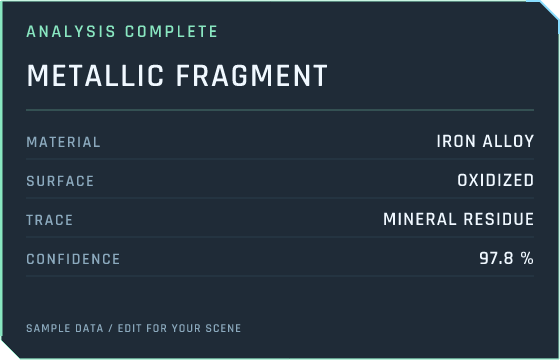 ANALYSIS COMPLETE
METALLIC FRAGMENT
MATERIAL IRON ALLOY
SURFACE OXIDIZED
TRACE MINERAL RESIDUE
CONFIDENCE 97.8 %
SAMPLE DATA / EDIT FOR YOUR SCENE